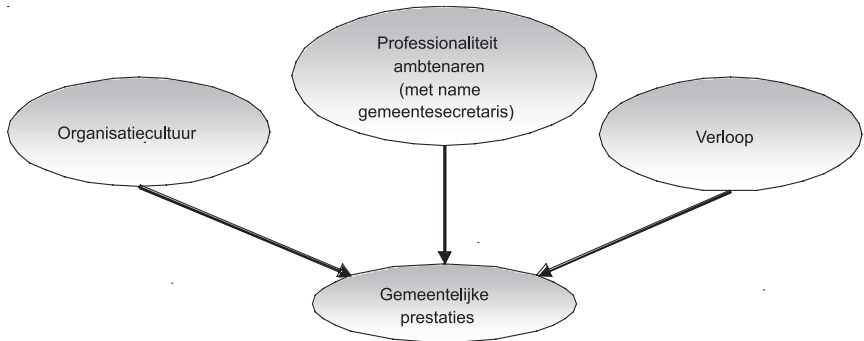 Professionaliteit
ambtenaren
(met name
gemeentesecretaris)
Organisatiecultuur
Verloop
Gemeentelijke
prestaties